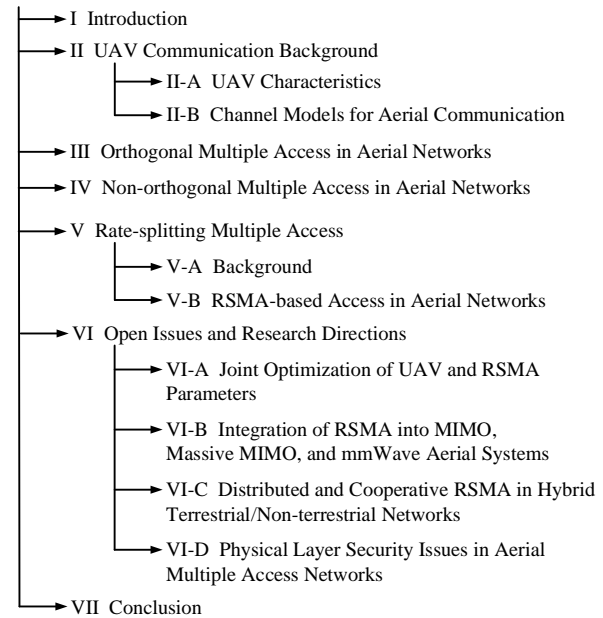 I Introduction
II UAV Communication Background
II-A UAV Characteristics
II-B Channel Models for Aerial Communication
III Orthogonal Multiple Access in Aerial Networks
IV Non-orthogonal Multiple Access in Aerial Networks
V Rate-splitting Multiple Access
V-A Background
V-B RSMA-based Access in Aerial Networks
VI Open Issues and Research Directions
VI-A Joint Optimization of UAV and RSMA
Parameters
VI-B Integration of RSMA into MIMO,
Massive MIMO, and mmWave Aerial Systems
VI-C Distributed and Cooperative RSMA in Hybrid
Terrestrial/Non-terrestrial Networks
VI-D Physical Layer Security Issues in Aerial
Multiple Access Networks
VII Conclusion